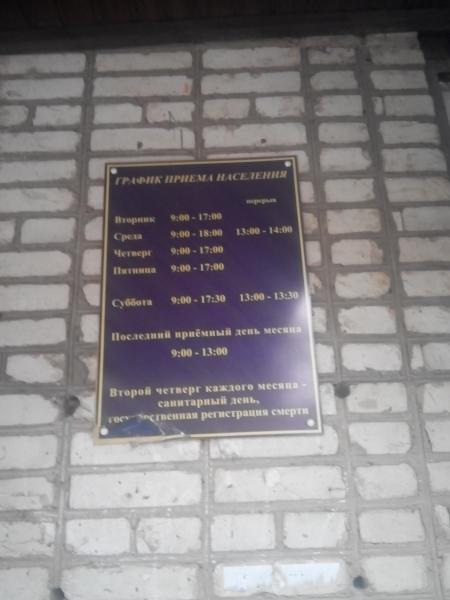 ГРАФИК ПРИЕМА НАСЕЛЕНИЯ
перерыв
Вторник 9:00 - 17:00
Среда 9:00 - 18:00 13:00 - 14:00
Четверг 9:00 - 17:00
Пятница 9:00 - 17:00
Суббота 9:00 - 17:30 13:00 - 13:30
Последний приёмный день месяца
9:00 - 13:00
Второй четверг каждого месяца -
санитарный день,
государственная регистрация смерти